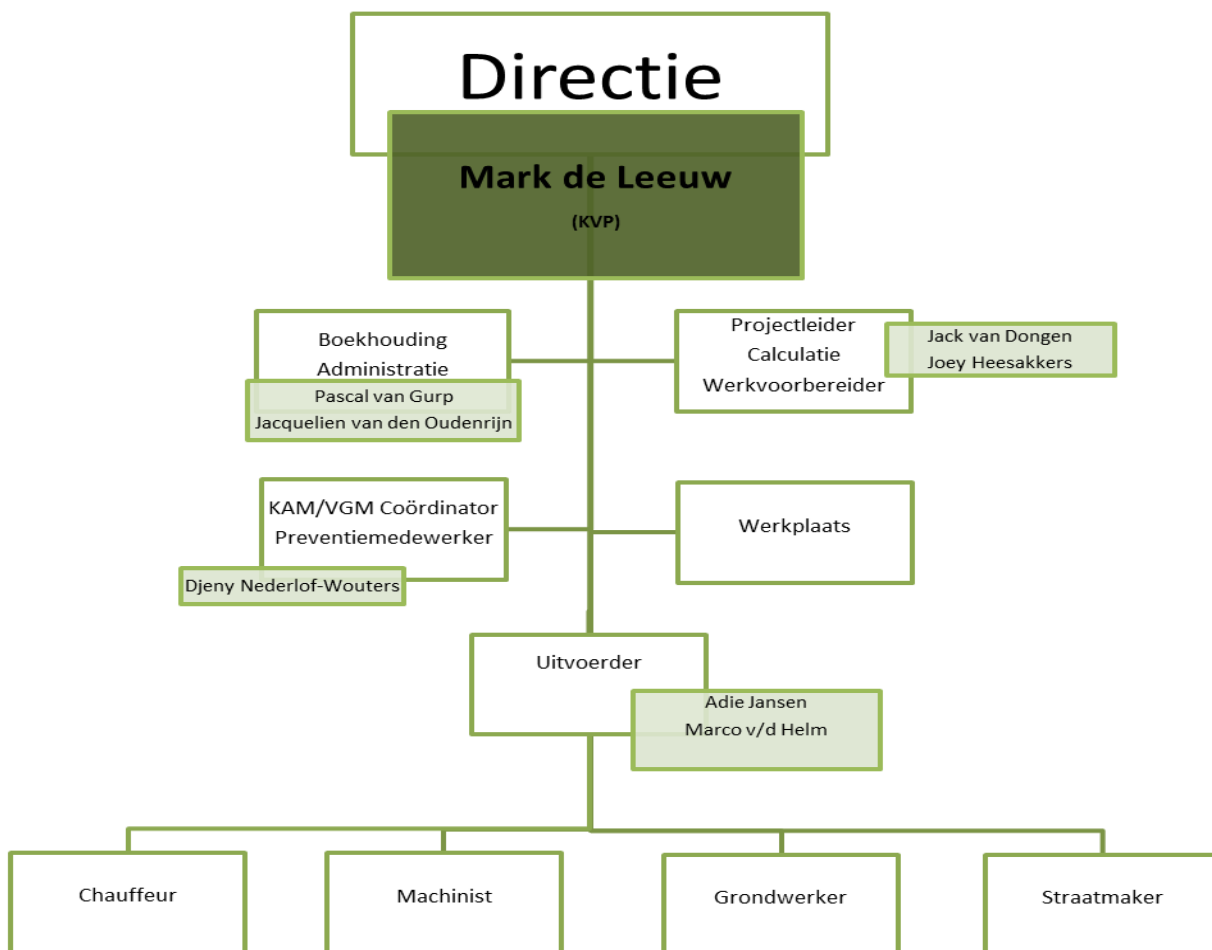 Directie
Mark de Leeuw
(KVP)
Boekhouding
Administratie
Pascal van Gurp
Jacquelien van den Oudenrijn
Projectleider
Calculatie
Werkvoorbereider
Jack van Dongen
Joey Heesakkers
KAM/VGM Coördinator
Preventiemedewerker
Djeny Nederlof-Wouters
Werkplaats
Uitvoerder
Adie Jansen
Marco v/d Helm
Chauffeur
Machinist
Grondwerker
Straatmaker